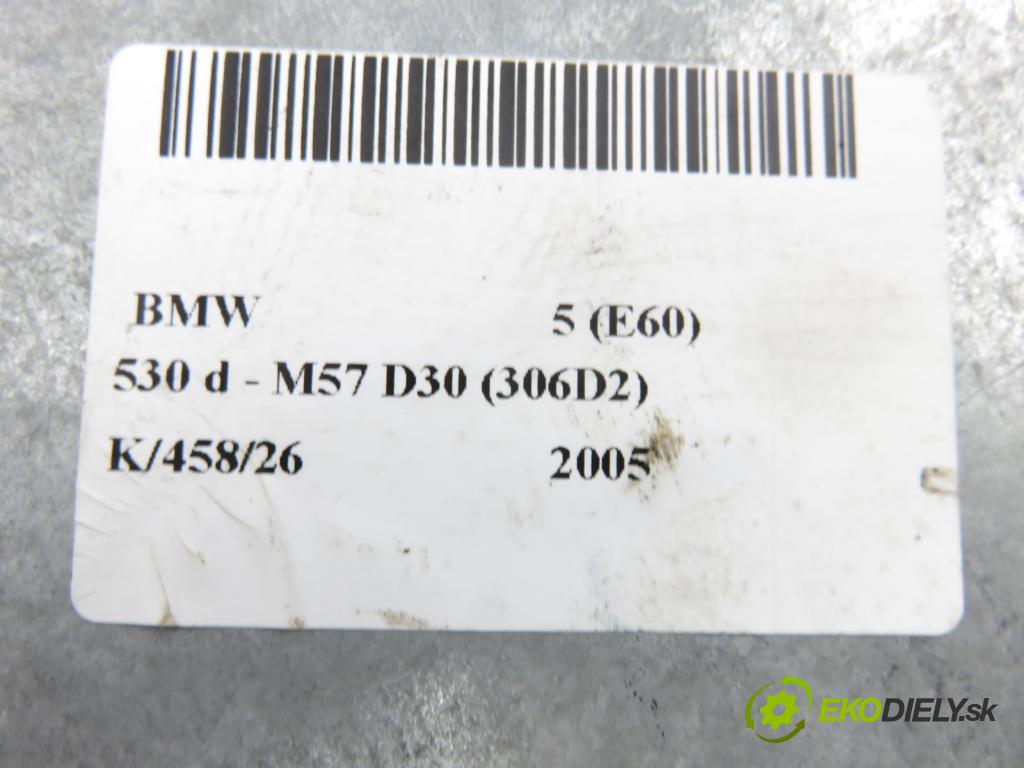 BMW 5 (E60)
530 d - M57 D30 (306D2)
K/458/26 2005
EKODIELY.sk